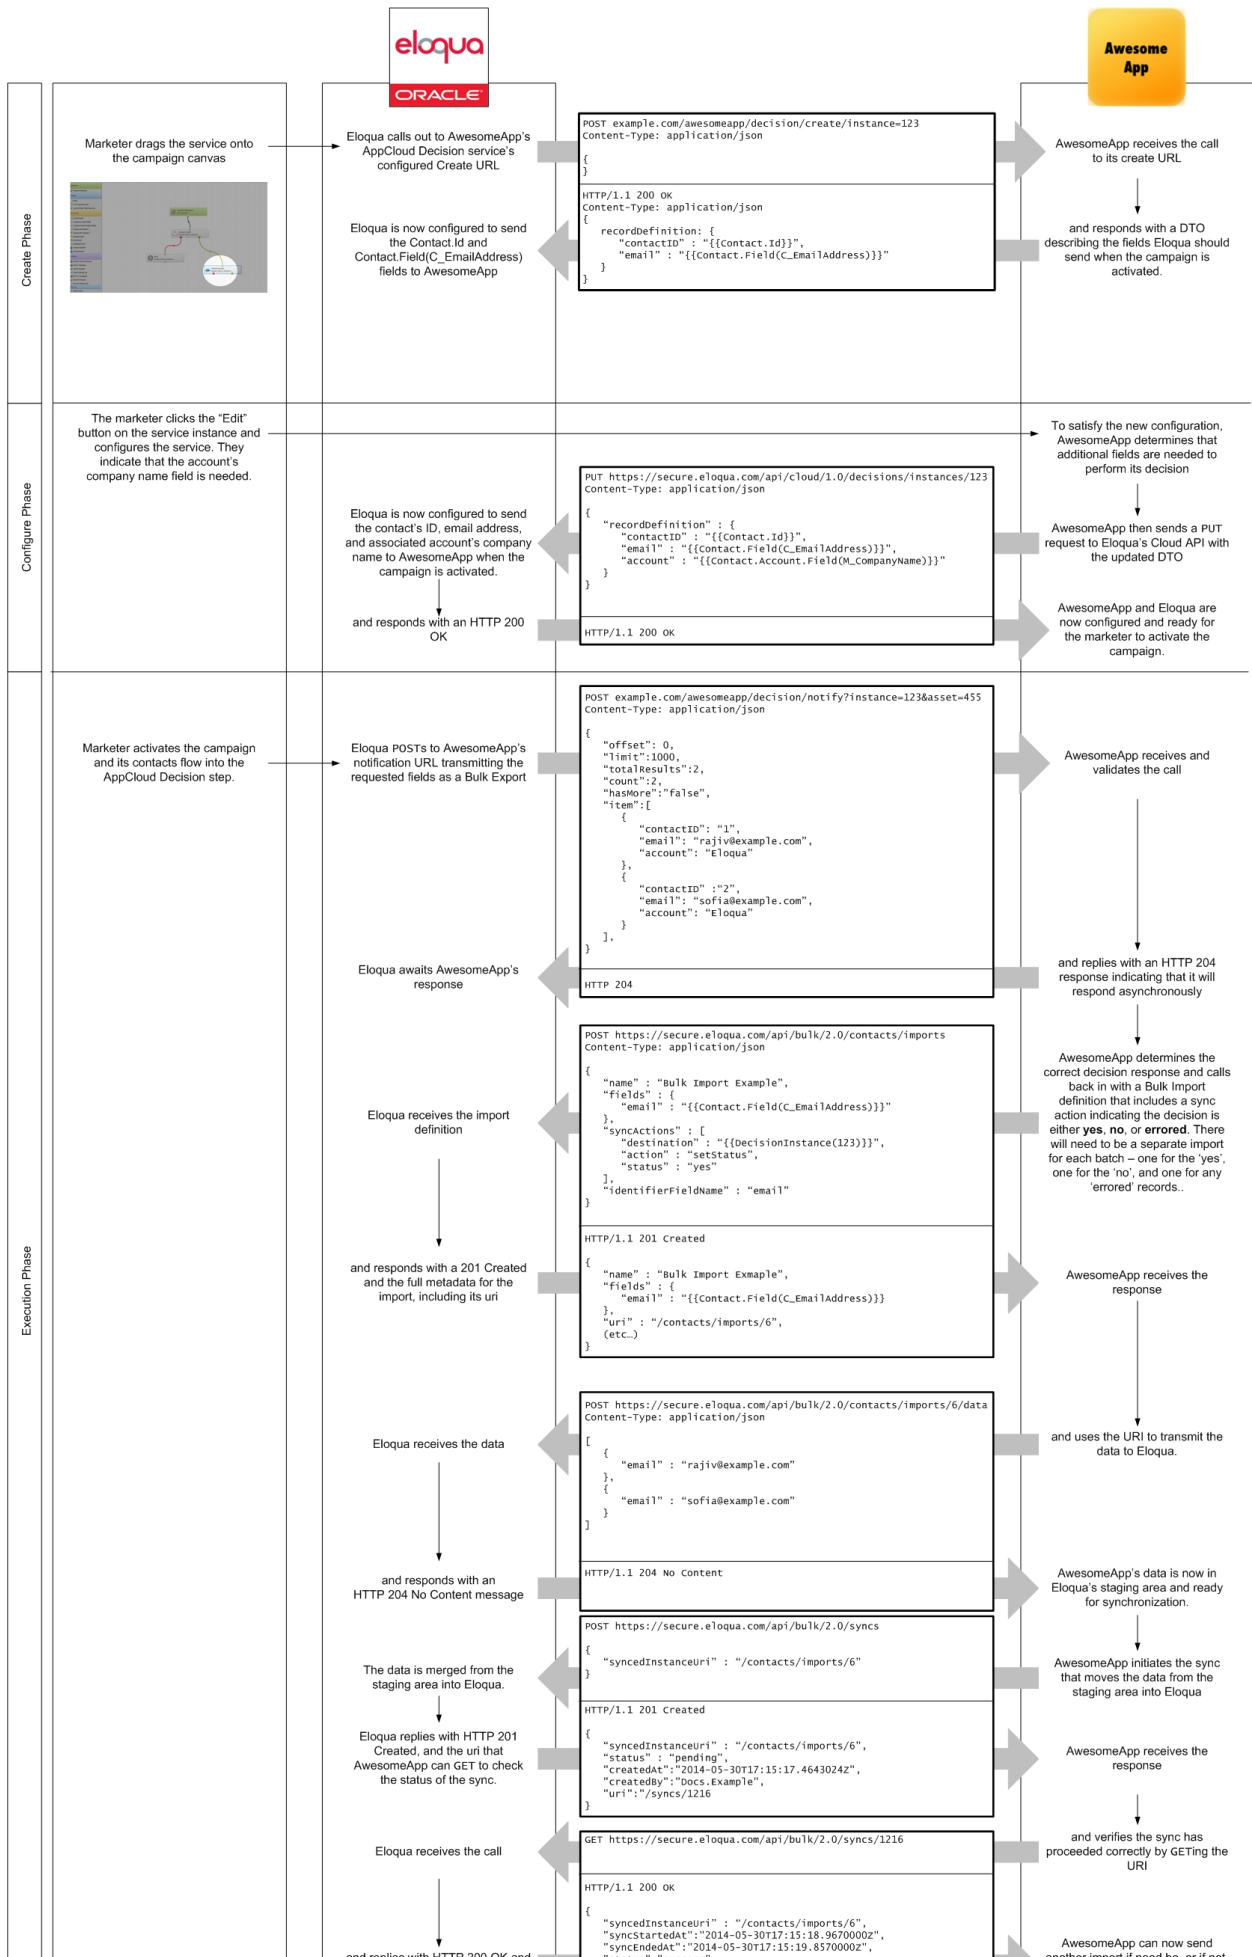 eloqua
ORACLE
Awesome
App
Create Phase
Marketer drags the service onto
the campaign canvas
Eloqua calls out to AwesomeApp's
AppCloud Decision service's
configured Create URL
POST example.com/awesomeapp/decision/create/instance=123
Content-Type: application/json
{
}
AwesomeApp receives the call
to its create URL
Eloqua is now configured to send
the Contact.Id and
Contact.Field(C_EmailAddress)
fields to AwesomeApp
HTTP/1.1 200 OK
Content-Type: application/json
{
recordDefinition: {
"contactID" : "{{Contact.Id}}",
"email" : "{{Contact.Field(C_EmailAddress)}}"
}
}
and responds with a DTO
describing the fields Eloqua should
send when the campaign is
activated.
Configure Phase
The marketer clicks the "Edit"
button on the service instance and
configures the service. They
indicate that the account's
company name field is needed.
To satisfy the new configuration,
AwesomeApp determines that
additional fields are needed to
perform its decision
Eloqua is now configured to send
the contact's ID, email address,
and associated account's company
name to AwesomeApp when the
campaign is activated.
PUT https://secure.eloqua.com/api/cloud/1.0/decisions/instances/123
Content-Type: application/json
{
"recordDefinition" : {
"contactID" : "{{Contact.Id}}",
"email" : "{{Contact.Field(C_EmailAddress)}}",
"account" : "{{Contact.Account.Field(M_CompanyName)}}"
}
}
AwesomeApp then sends a PUT
request to Eloqua's Cloud API with
the updated DTO
and responds with an HTTP 200
OK
HTTP/1.1 200 OK
AwesomeApp and Eloqua are
now configured and ready for
the marketer to activate the
campaign.
Execution Phase
Marketer activates the campaign
and its contacts flow into the
AppCloud Decision step.
Eloqua POSTs to AwesomeApp's
notification URL transmitting the
requested fields as a Bulk Export
POST example.com/awesomeapp/decision/notify?instance=123&asset=455
Content-Type: application/json
{
"offset": 0,
"limit":1000,
"totalResults":2,
"count":2,
"hasMore":"false",
"item":[
{
"contactID": "1",
"email": "rajiv@example.com",
"account": "Eloqua"
},
{
"contactID" :"2",
"email": "sofia@example.com",
"account": "Eloqua"
}
],
}
AwesomeApp receives and
validates the call
Eloqua awaits AwesomeApp's
response
HTTP 204
and replies with an HTTP 204
response indicating that it will
respond asynchronously
Eloqua receives the import
definition
POST https://secure.eloqua.com/api/bulk/2.0/contacts/imports
Content-Type: application/json
{
"name" : "Bulk Import Example",
"fields" : {
"email" : "{{Contact.Field(C_EmailAddress)}}"
},
"syncActions" : [
"destination" : "{{DecisionInstance(123)}}",
"action" : "setStatus",
"status" : "yes"
],
"identifierFieldName" : "email"
}
AwesomeApp determines the
correct decision response and calls
back in with a Bulk Import
definition that includes a sync
action indicating the decision is
either yes, no, or errored. There
will need to be a separate import
for each batch – one for the 'yes',
one for the 'no', and one for any
'errored' records..
and responds with a 201 Created
and the full metadata for the
import, including its uri
HTTP/1.1 201 Created
{
"name" : "Bulk Import Exmaple",
"fields" : {
"email" : "{{Contact.Field(C_EmailAddress)}}
},
"uri" : "/contacts/imports/6",
(etc…)
}
AwesomeApp receives the
response
Eloqua receives the data
POST https://secure.eloqua.com/api/bulk/2.0/contacts/imports/6/data
Content-Type: application/json
[
{
"email" : "rajiv@example.com"
},
{
"email" : "sofia@example.com"
}
]
and uses the URI to transmit the
data to Eloqua.
and responds with an
HTTP 204 No Content message
HTTP/1.1 204 No Content
AwesomeApp's data is now in
Eloqua's staging area and ready
for synchronization.
The data is merged from the
staging area into Eloqua.
POST https://secure.eloqua.com/api/bulk/2.0/syncs
{
"syncedInstanceUri" : "/contacts/imports/6"
}
AwesomeApp initiates the sync
that moves the data from the
staging area into Eloqua
Eloqua replies with HTTP 201
Created, and the uri that
AwesomeApp can GET to check
the status of the sync.
HTTP/1.1 201 Created
{
"syncedInstanceUri" : "/contacts/imports/6",
"status" : "pending",
"createdAt":"2014-05-30T17:15:17.4643024Z",
"createdBy":"Docs.Example",
"uri":"/syncs/1216
}
AwesomeApp receives the
response
Eloqua receives the call
GET https://secure.eloqua.com/api/bulk/2.0/syncs/1216
and verifies the sync has
proceeded correctly by GETing the
URI
and replies with HTTP 200 OK and
HTTP/1.1 200 OK
{
"syncedInstanceUri" : "/contacts/imports/6",
"syncStartedAt":"2014-05-30T17:15:18.9670000Z",
"syncEndedAt":"2014-05-30T17:15:19.8570000Z",
AwesomeApp can now send
another import if need be, or if not